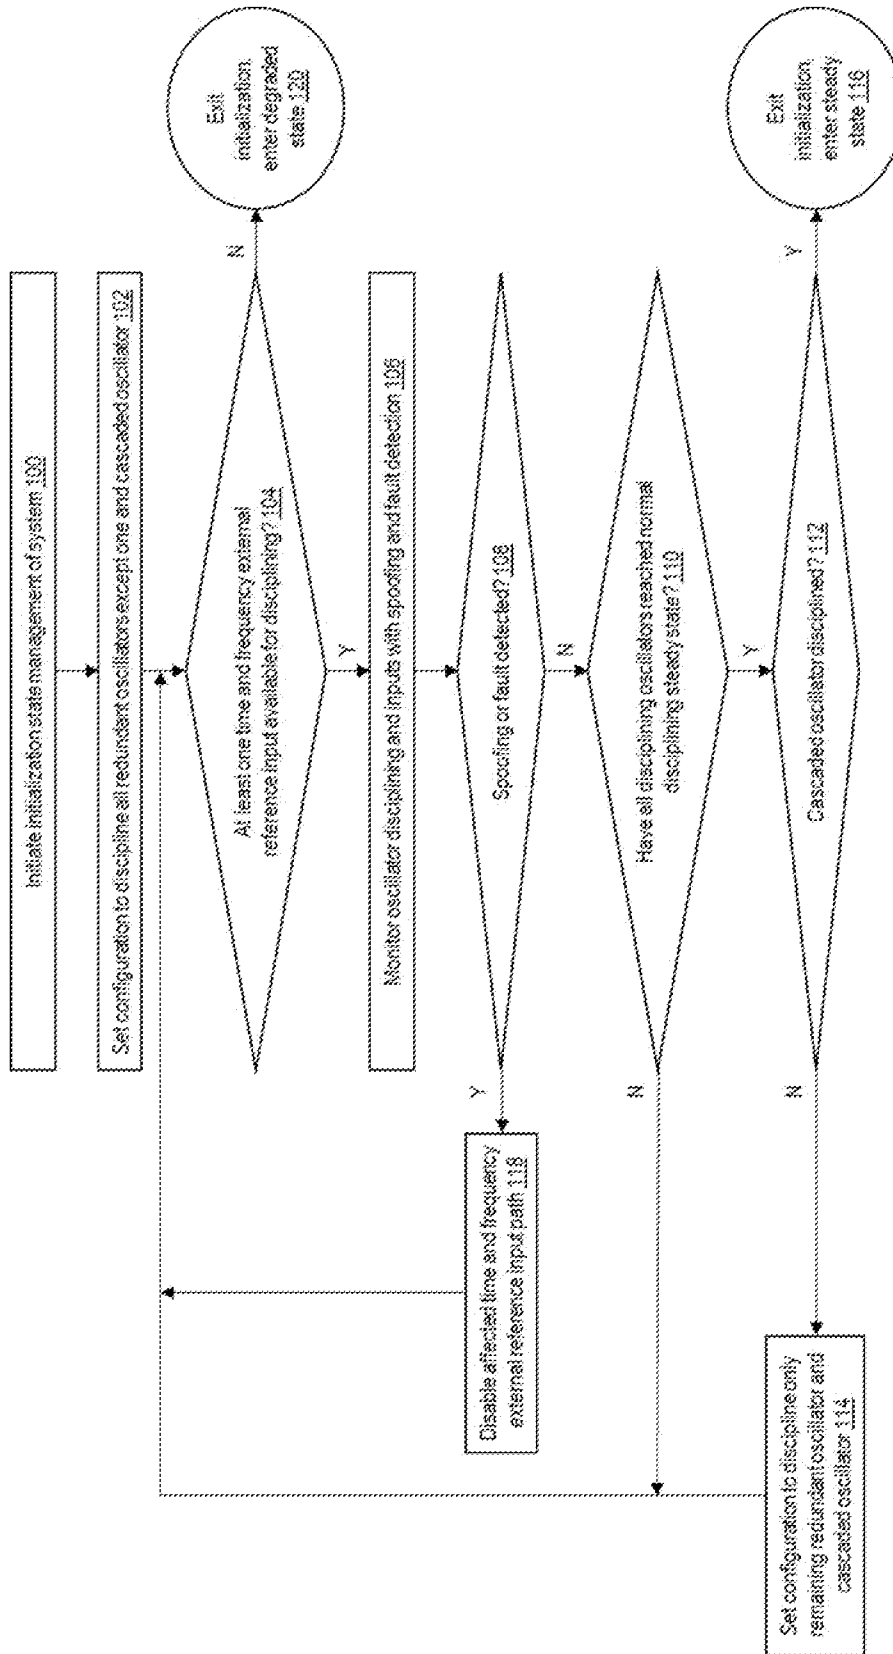 Initiate initialization state management of system 100
Set configuration to discipline all redundant oscillators except one and cascaded oscillator 102
At least one time and frequency external
reference input available for disciplining? 104
N
Exit
initialization,
enter degraded
state 120
Y
Monitor oscillator disciplining and inputs with spoofing and fault detection 106
Spoofing or fault detected? 108
Y
Disable affected time and frequency
external reference input path 118
N
Have all disciplining oscillators reached normal
disciplining steady state? 110
N
Y
Cascaded oscillator disciplined? 112
N
Set configuration to discipline only
remaining redundant oscillator and
cascaded oscillator 114
Y
Exit
initialization,
enter steady
state 116